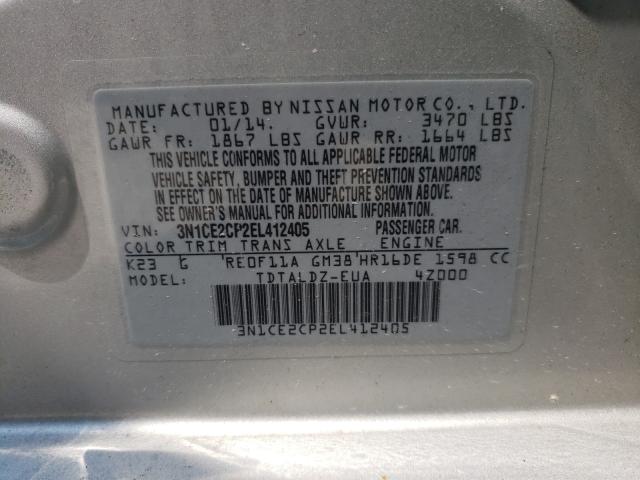 MANUFACTURED BY NISSAN MOTOR CO., LTD.
DATE: 01/14. GVWR: 3470 LBS
GAWR FR: 1867 LBS GAWR RR: 1664 LBS
THIS VEHICLE CONFORMS TO ALL APPLICABLE FEDERAL MOTOR
VEHICLE SAFETY, BUMPER AND THEFT PREVENTION STANDARDS
IN EFFECT ON THE DATE OF MANUFACTURE SHOWN ABOVE.
SEE OWNER'S MANUAL FOR ADDITIONAL INFORMATION.
VIN: 3N1CE2CP2EL412405 PASSENGER CAR.
COLOR TRIM TRANS AXLE ENGINE
K23 G RE0F11A GM38 HR16DE 1598 CC
MODEL: TDTALDZ-EUA 4Z000
3N1CE2CP2EL412405